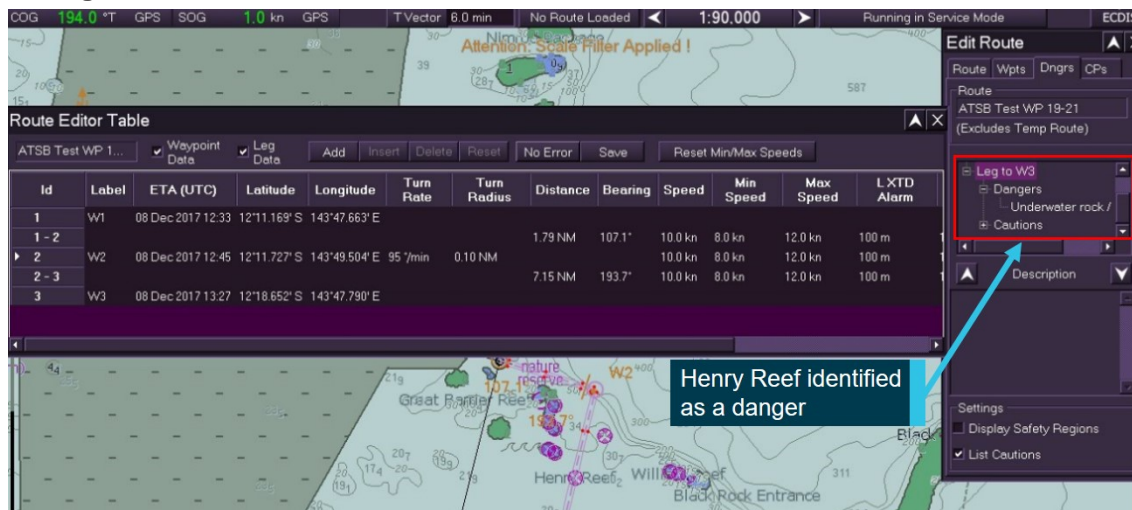 COG 194.0 °T GPS SOG 1.0 kn GPS T Vector 6.0 min No Route Loaded 1:90.000 Running in Service Mode
Attention: Scale Filter Applied !
39
587
Edit Route
Route Wpts Dngrs CPs
Route
ATSB Test WP 19-21
(Excludes Temp Route)
Leg to W3
Dangers
Underwater rock /
Cautions
Description
Settings
Display Safety Regions
List Cautions
Route Editor Table
ATSB Test WP 1... Waypoint Data Leg Data Add Insert Delete Reset No Error Save Reset Min/Max Speeds
Id Label ETA (UTC) Latitude Longitude Turn Rate Turn Radius Distance Bearing Speed Min Speed Max Speed LXTD Alarm
1 W1 08 Dec 2017 12:33 12°11.169' S 143°47.663' E
1 - 2 1.79 NM 107.1° 10.0 kn 8.0 kn 12.0 kn 100 m
2 W2 08 Dec 2017 12:45 12°11.727' S 143°49.504' E 95 °/min 0.10 NM 10.0 kn 8.0 kn 12.0 kn 100 m
2 - 3 7.15 NM 193.7° 10.0 kn 8.0 kn 12.0 kn 100 m
3 W3 08 Dec 2017 13:27 12°18.652' S 143°47.790' E
Henry Reef identified
as a danger
nature
reserve
W2
Great Barrier Reef
107.1°
Henry Reef
311
Black Rock Entrance